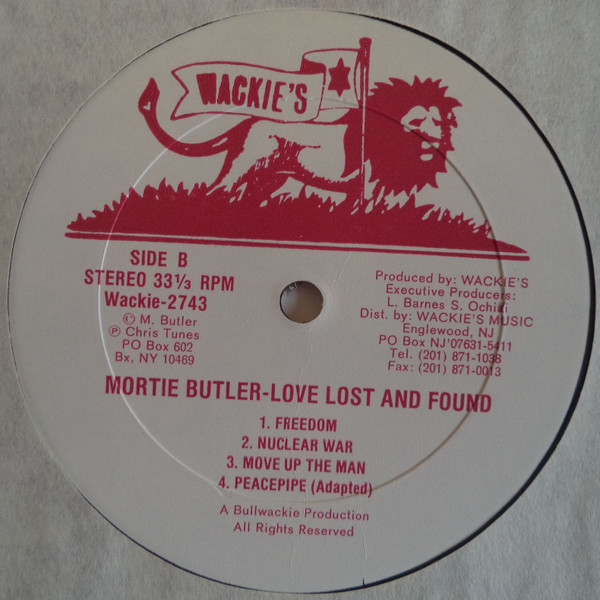 WACKIE'S
SIDE B
STEREO 33⅓ RPM
Wackie-2743
© M. Butler
℗ Chris Tunes
PO Box 602
Bx, NY 10469
Produced by: WACKIE'S
Executive Producers:
L. Barnes S. Ochifi
Dist. by: WACKIE'S MUSIC
Englewood, NJ
PO Box NJ'07631-5411
Tel. (201) 871-1038
Fax: (201) 871-0013
MORTIE BUTLER-LOVE LOST AND FOUND
1. FREEDOM
2. NUCLEAR WAR
3. MOVE UP THE MAN
4. PEACEPIPE (Adapted)
A Bullwackie Production
All Rights Reserved